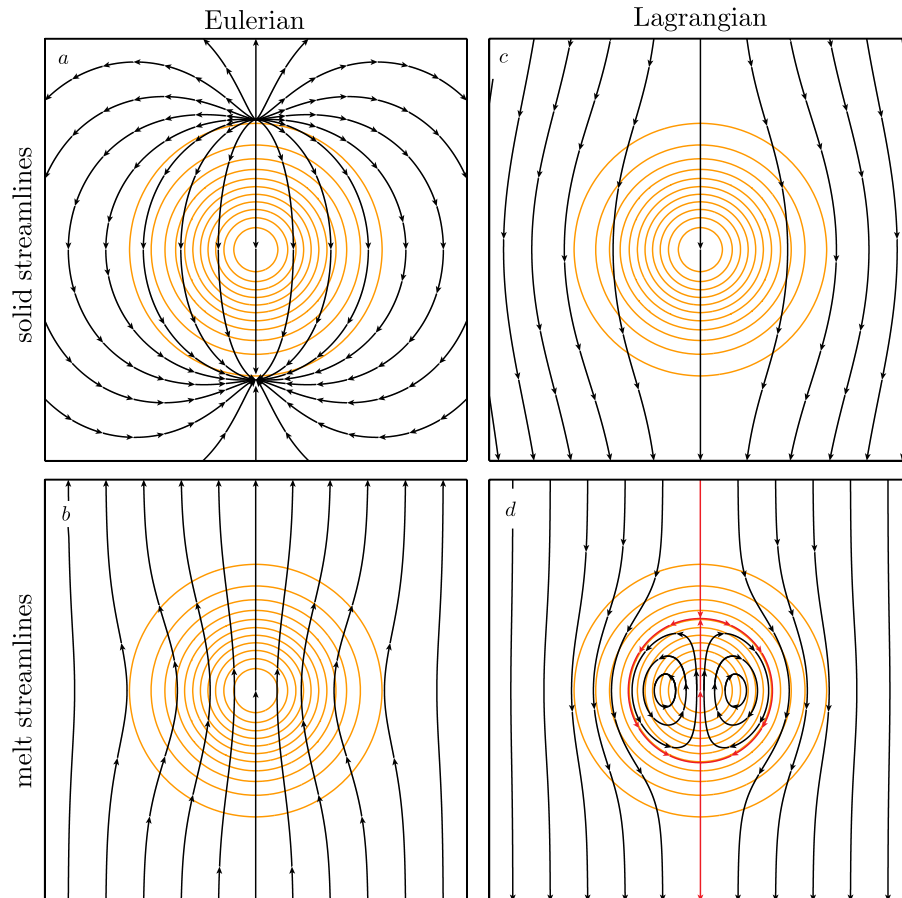 Eulerian
Lagrangian
solid streamlines
a
c
melt streamlines
b
d